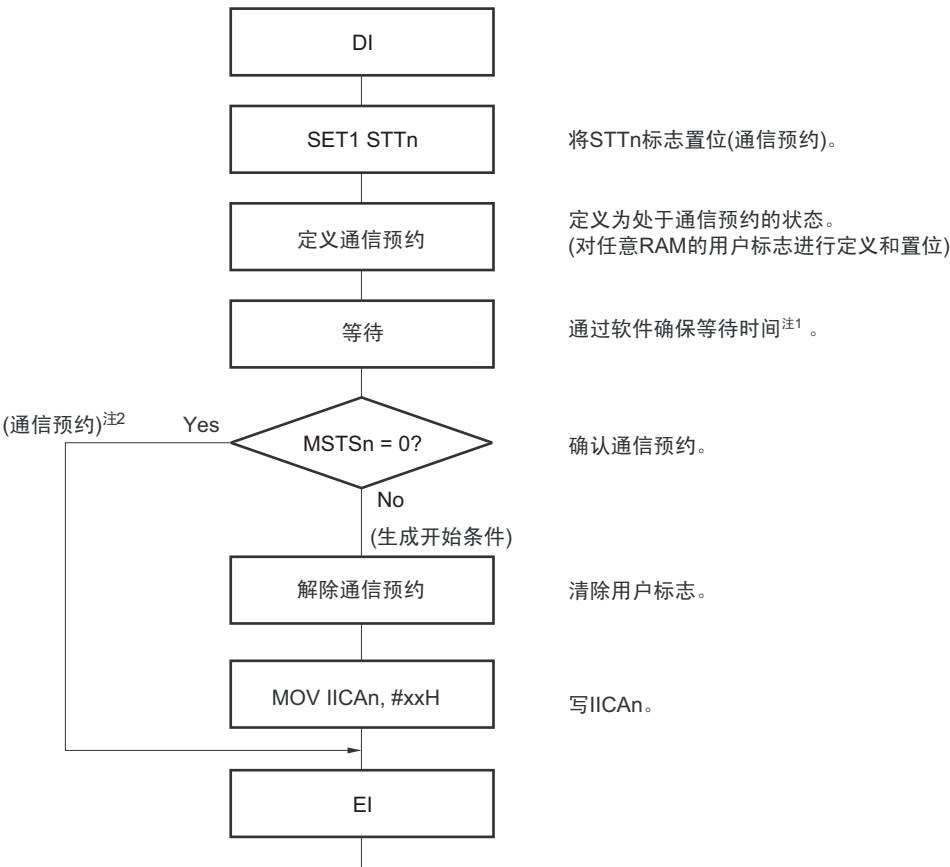 DI
SET1 STTn
将STTn标志置位(通信预约)。
定义通信预约
定义为处于通信预约的状态。
(对任意RAM的用户标志进行定义和置位)
等待
通过软件确保等待时间注1 。
(通信预约)注2
Yes
MSTSn = 0?
确认通信预约。
No
(生成开始条件)
解除通信预约
清除用户标志。
MOV IICAn, #xxH
写IICAn。
EI